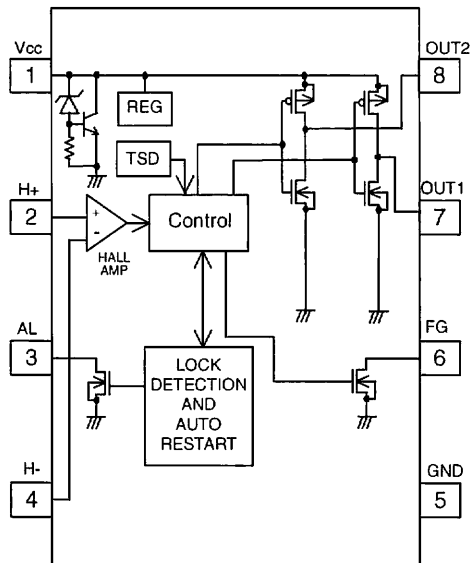 Vcc
1
OUT2
8
REG
TSD
H+
2
+
-
HALL
AMP
Control
OUT1
7
AL
3
LOCK
DETECTION
AND
AUTO
RESTART
FG
6
H-
4
GND
5